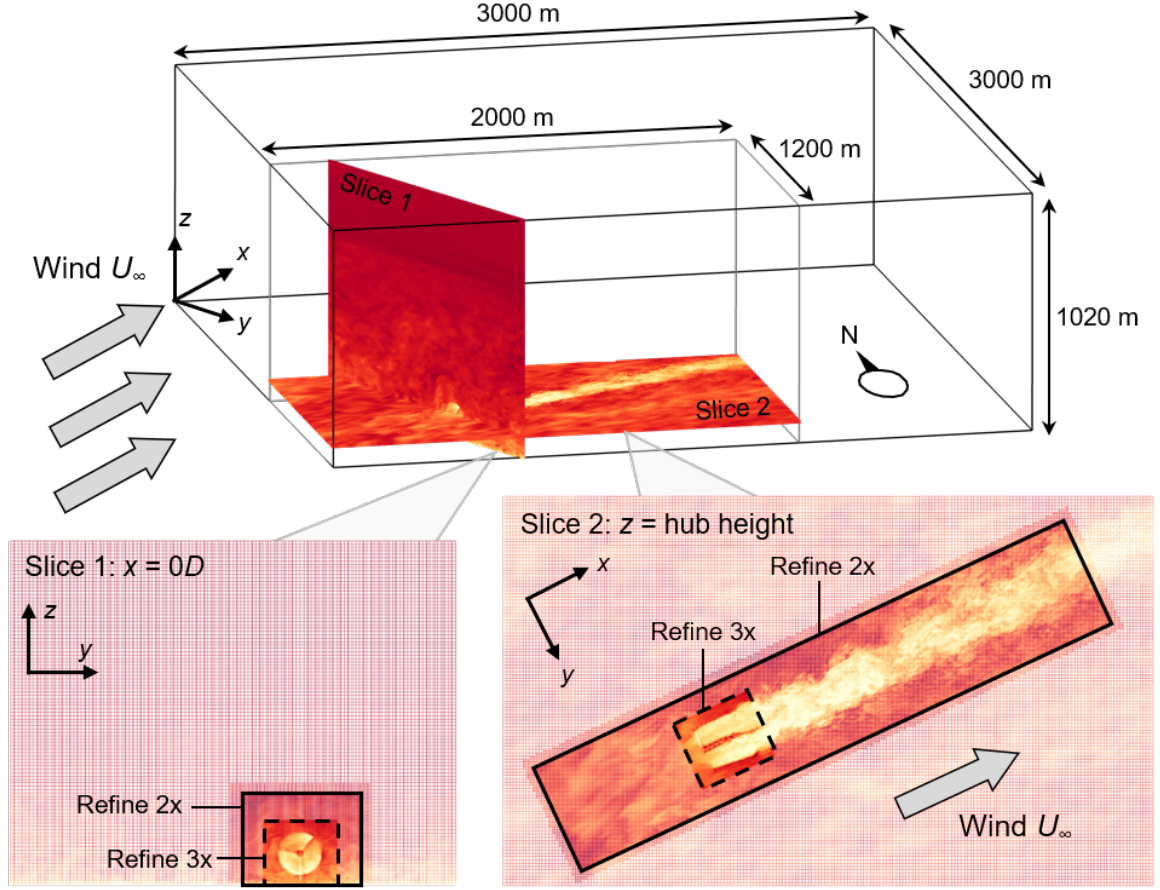 3000 m
3000 m
2000 m
1200 m
Slice 1
z
x
Wind U∞
y
N
1020 m
Slice 2
Slice 1: x = 0D
z
y
Refine 2x
Refine 3x
Slice 2: z = hub height
x
Refine 2x
Refine 3x
y
Wind U∞